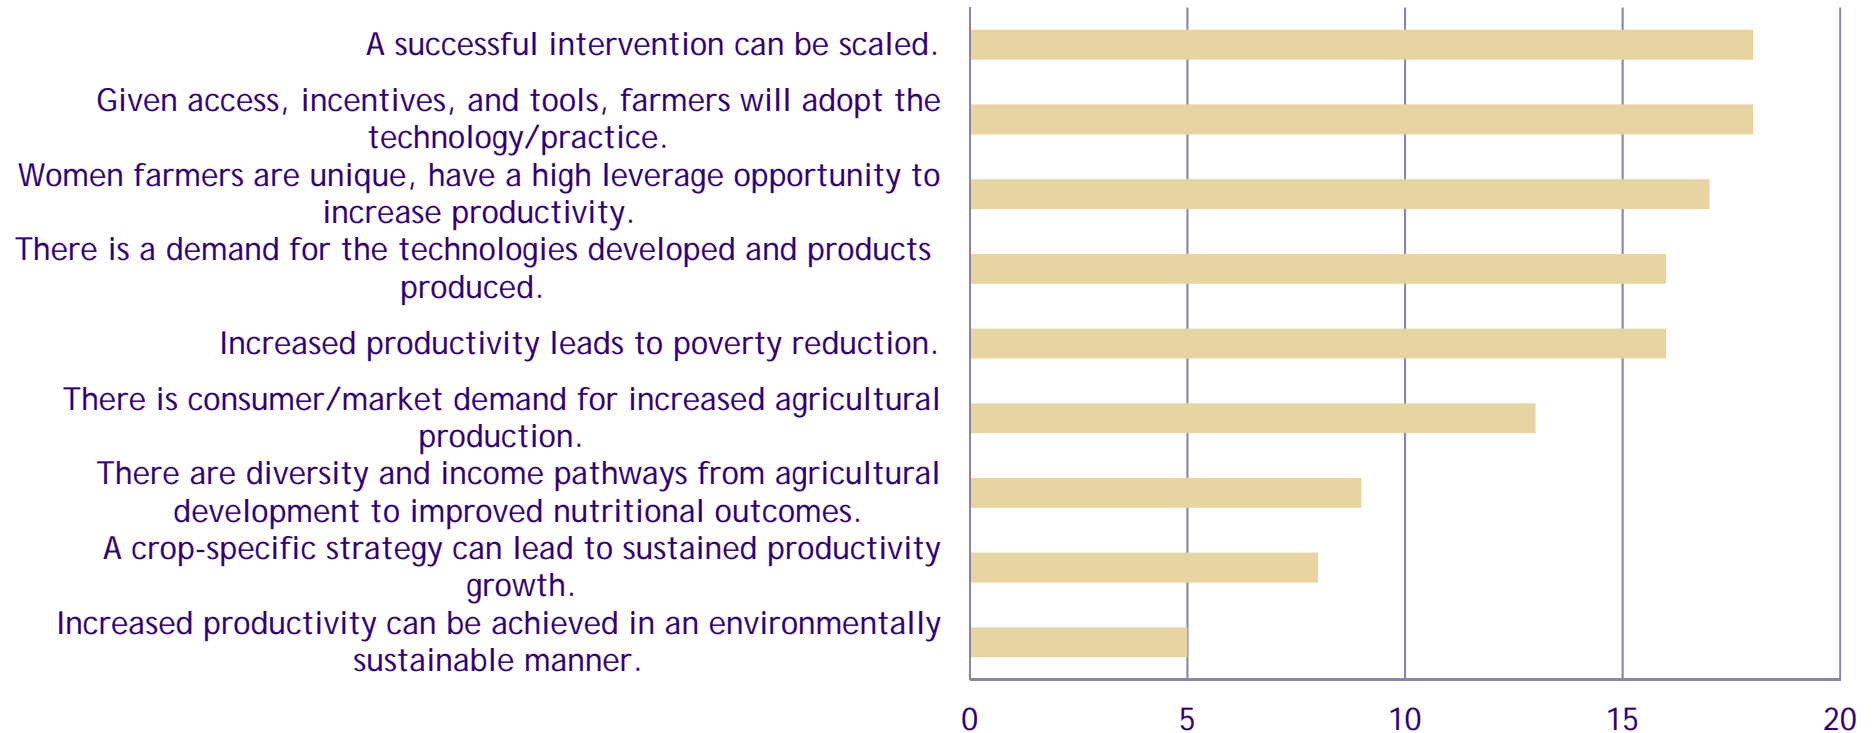 A successful intervention can be scaled.
Given access, incentives, and tools, farmers will adopt the
technology/practice.
Women farmers are unique, have a high leverage opportunity to
increase productivity.
There is a demand for the technologies developed and products
produced.
Increased productivity leads to poverty reduction.
There is consumer/market demand for increased agricultural
production.
There are diversity and income pathways from agricultural
development to improved nutritional outcomes.
A crop-specific strategy can lead to sustained productivity
growth.
Increased productivity can be achieved in an environmentally
sustainable manner.
0 5 10 15 20